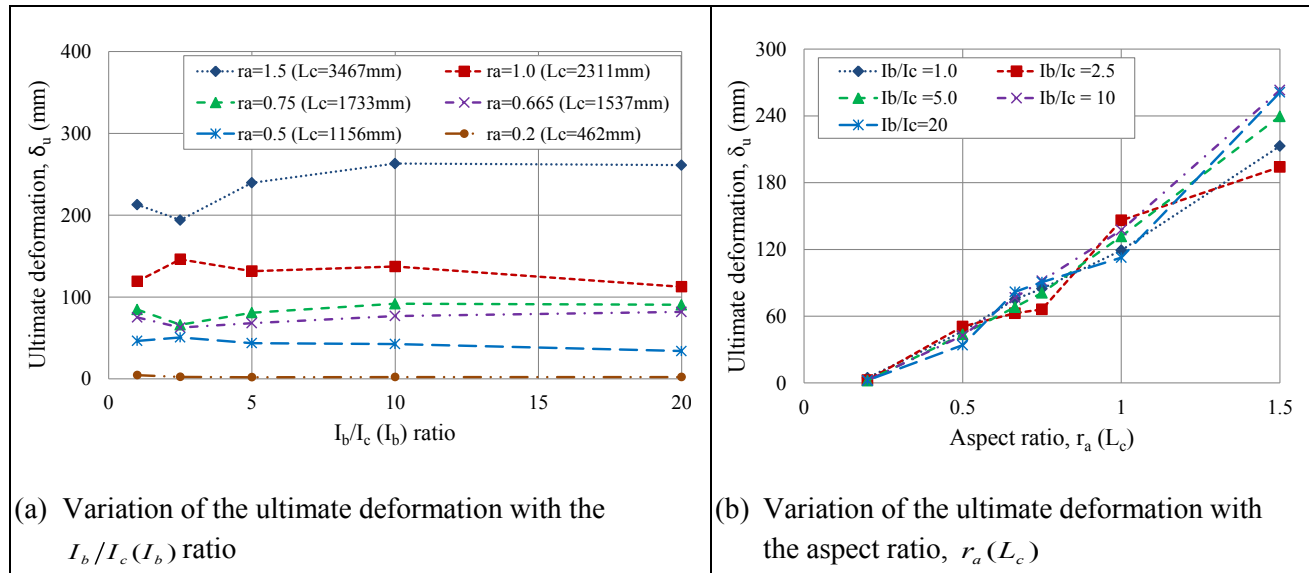 400
300
200
100
0
Ultimate deformation, δu (mm)
ra=1.5 (Lc=3467mm)
ra=1.0 (Lc=2311mm)
ra=0.75 (Lc=1733mm)
ra=0.665 (Lc=1537mm)
ra=0.5 (Lc=1156mm)
ra=0.2 (Lc=462mm)
0 5 10 15 20
Ib/Ic (Ib) ratio
(a) Variation of the ultimate deformation with the
Ib/Ic(Ib) ratio
300
240
180
120
60
0
Ultimate deformation, δu (mm)
Ib/Ic =1.0
Ib/Ic =2.5
Ib/Ic =5.0
Ib/Ic = 10
Ib/Ic=20
0 0.5 1 1.5
Aspect ratio, ra (Lc)
(b) Variation of the ultimate deformation with
the aspect ratio, ra(Lc)